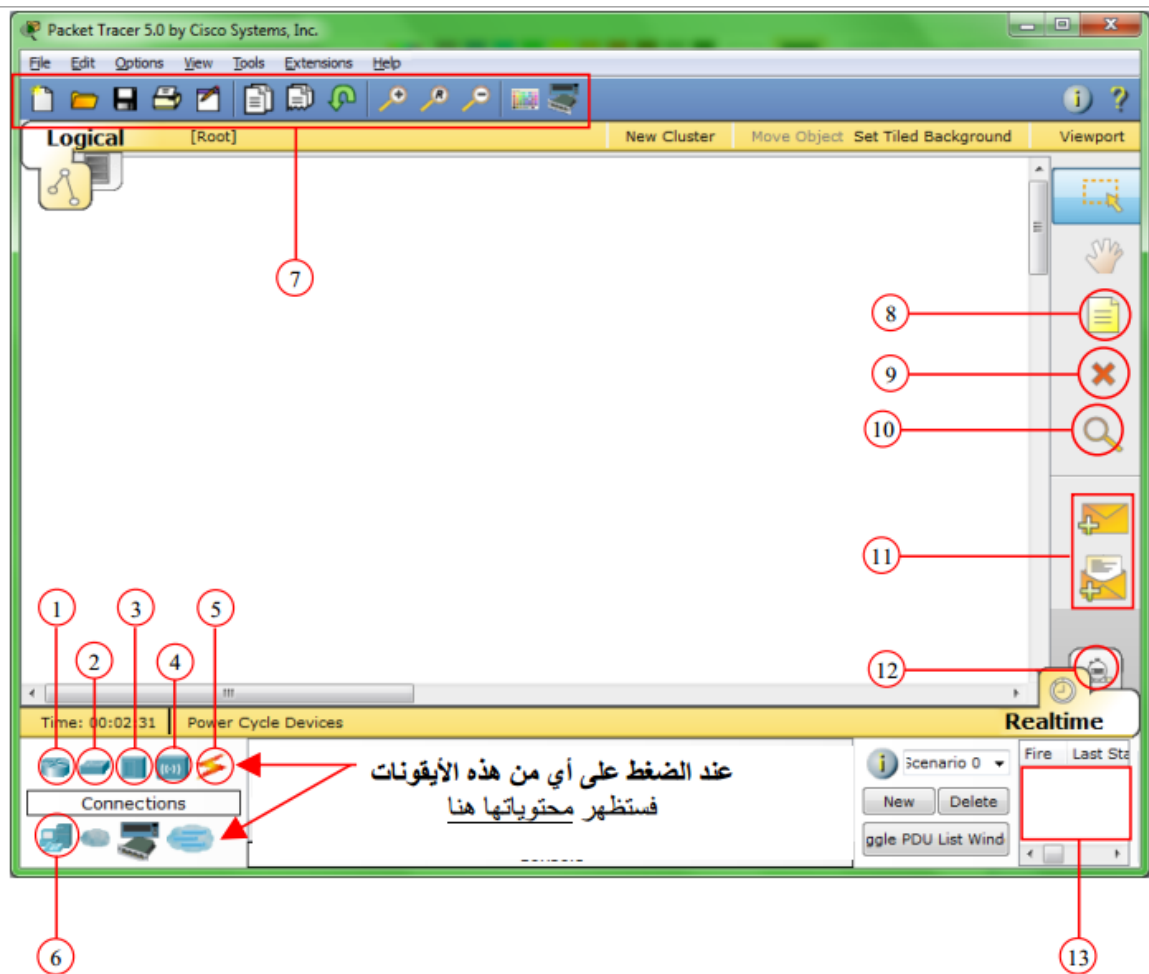 Packet Tracer 5.0 by Cisco Systems, Inc.
File Edit Options View Tools Extensions Help
Logical [Root] New Cluster Move Object Set Tiled Background Viewport
7
8
9
10
11
1 3 5
2 4
12
Time: 00:02:31 Power Cycle Devices Realtime
عند الضغط على أي من هذه الأيقونات
فستظهر محتوياتها هنا
Connections
Scenario 0
New Delete
ggle PDU List Wind
Fire Last Sta
6
13